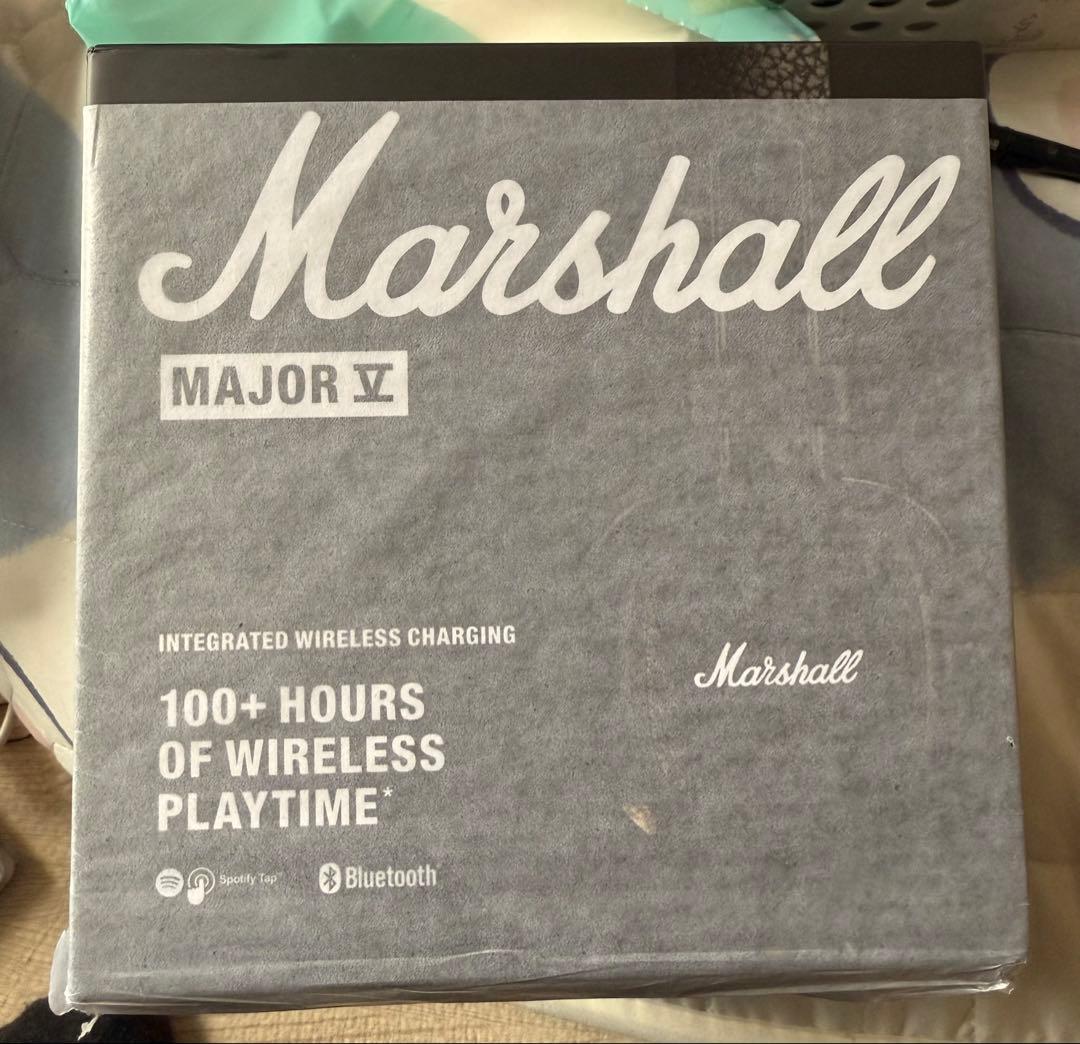 Marshall
MAJOR V
INTEGRATED WIRELESS CHARGING
Marshall
100+ HOURS
OF WIRELESS
PLAYTIME*
Spotify Tap
Bluetooth